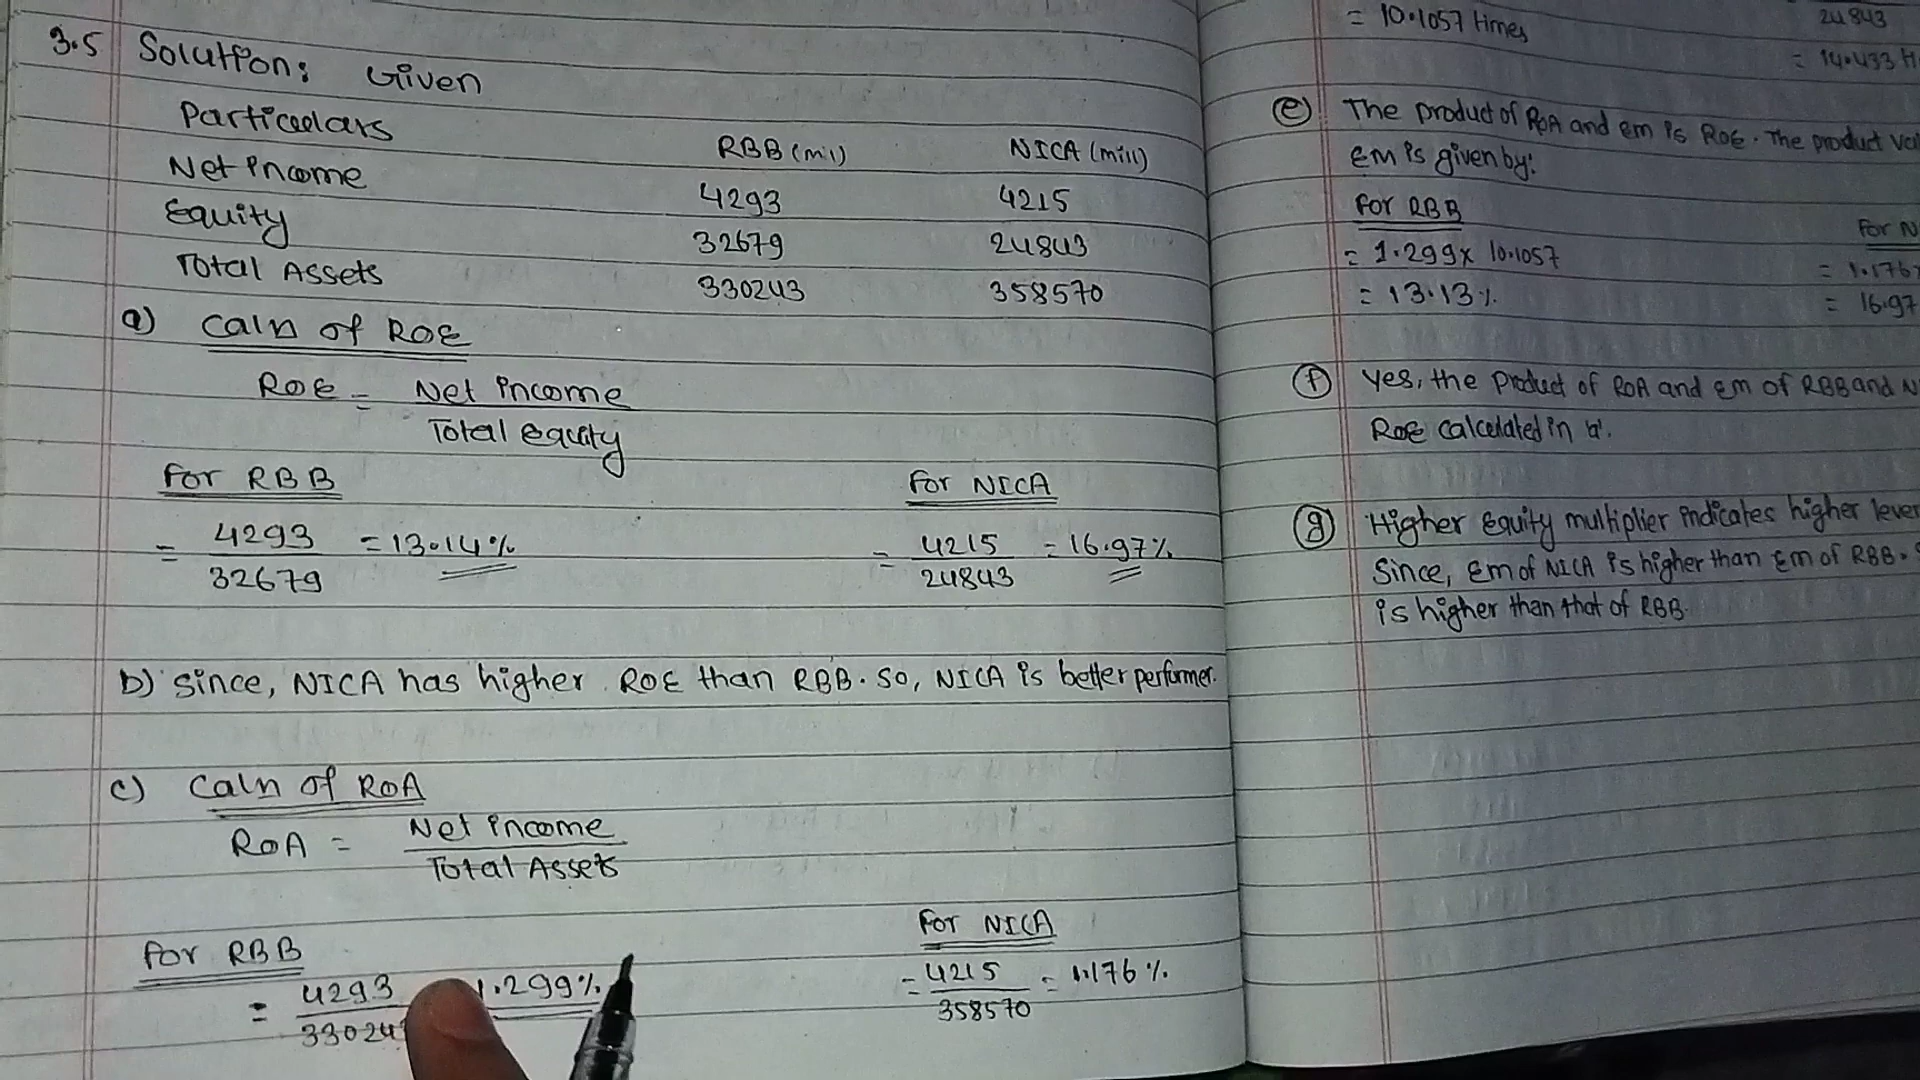 3.5 Solution: Given
Particulars RBB (mil) NICA (mill)
Net income 4293 4215
Equity 32679 24843
Total Assets 330243 358570
a) Caln of ROE
ROE = Net income
Total equity
For RBB For NICA
= 4293 = 13.14% = 4215 = 16.97%
32679 24843
b) Since, NICA has higher ROE than RBB. So, NICA is better performer.
c) Caln of ROA
ROA = Net income
Total Assets
For RBB For NICA
= 4293 1.299% = 4215 = 1.176%
33024 358570
= 10.1057 times 24843
= 14.433
e) The product of ROA and em is ROE. The product
em is given by:
For RBB For N
= 1.299 x 10.1057 = 1.176
= 13.13% = 16.97
f) Yes, the product of ROA and em of RBB and N
ROE calculated in 'a'.
g) Higher Equity multiplier indicates higher lever
Since, Em of NICA is higher than Em of RBB.
is higher than that of RBB.